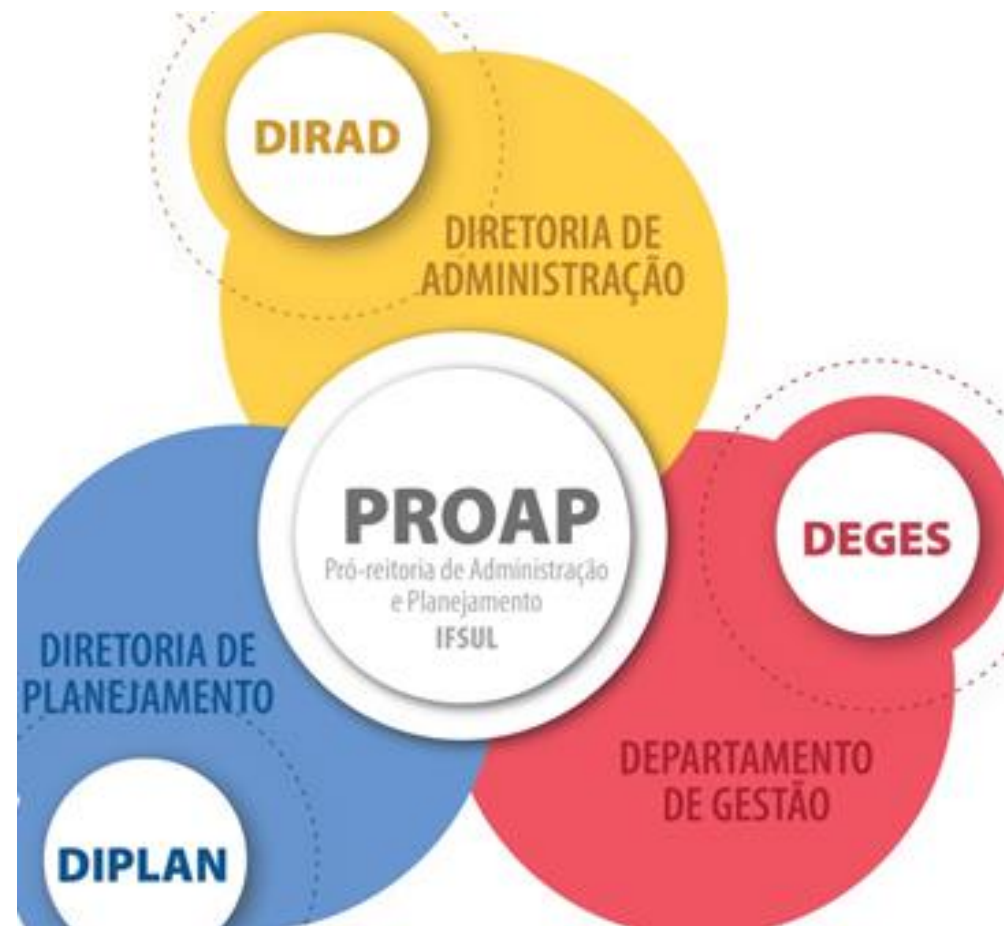 DIRAD
DIRETORIA DE
ADMINISTRAÇÃO
PROAP
Pró-reitoria de Administração
e Planejamento
IFSUL
DEGES
DEPARTAMENTO
DE GESTÃO
DIRETORIA DE
PLANEJAMENTO
DIPLAN